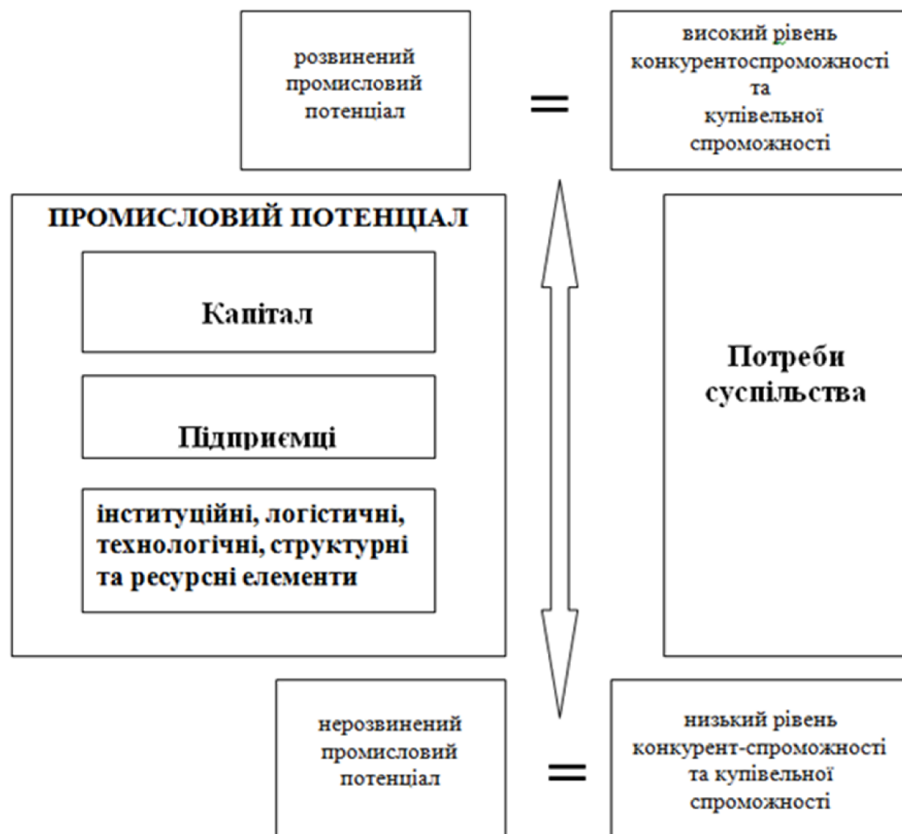 розвинений
промисловий
потенціал
=
високий рівень
конкурентоспроможності
та
купівельної
спроможності
ПРОМИСЛОВИЙ ПОТЕНЦІАЛ
Капітал
Підприємці
інституційні, логістичні,
технологічні, структурні
та ресурсні елементи
Потреби
суспільства
нерозвинений
промисловий
потенціал
=
низький рівень
конкурент-спроможності
та купівельної
спроможності